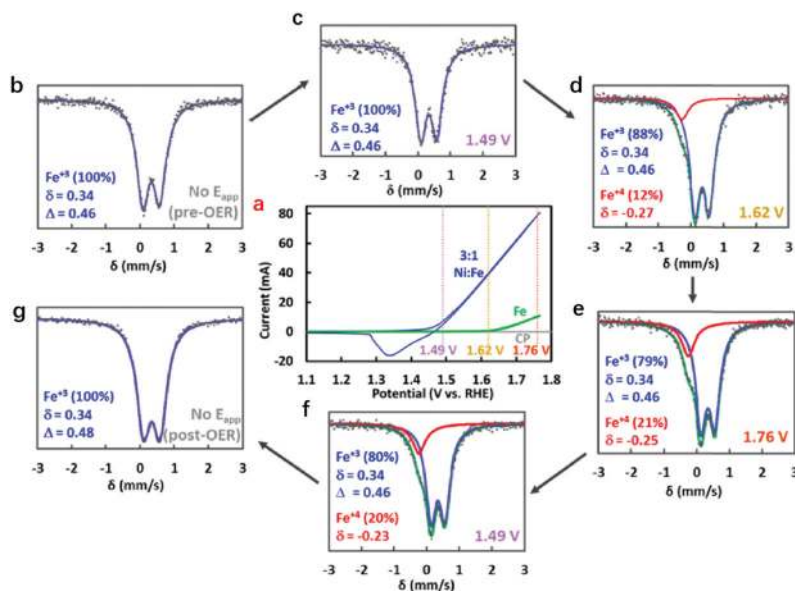 c
Fe+3 (100%)
δ = 0.34
Δ = 0.46
1.49 V
-3 -2 -1 0 1 2 3
δ (mm/s)
b
Fe+3 (100%)
δ = 0.34
Δ = 0.46
No Eapp
(pre-OER)
-3 -2 -1 0 1 2 3
δ (mm/s)
d
Fe+3 (88%)
δ = 0.34
Δ = 0.46
Fe+4 (12%)
δ = -0.27
1.62 V
-3 -2 -1 0 1 2 3
δ (mm/s)
a
80
60
40
20
0
-20
Current (mA)
3:1
Ni:Fe
Fe
CP
1.49 V
1.62 V
1.76 V
1.1 1.2 1.3 1.4 1.5 1.6 1.7 1.8
Potential (V vs. RHE)
g
Fe+3 (100%)
δ = 0.34
Δ = 0.48
No Eapp
(post-OER)
-3 -2 -1 0 1 2 3
δ (mm/s)
e
Fe+3 (79%)
δ = 0.34
Δ = 0.46
Fe+4 (21%)
δ = -0.25
1.76 V
-3 -2 -1 0 1 2 3
δ (mm/s)
f
Fe+3 (80%)
δ = 0.34
Δ = 0.46
Fe+4 (20%)
δ = -0.23
1.49 V
-3 -2 -1 0 1 2 3
δ (mm/s)